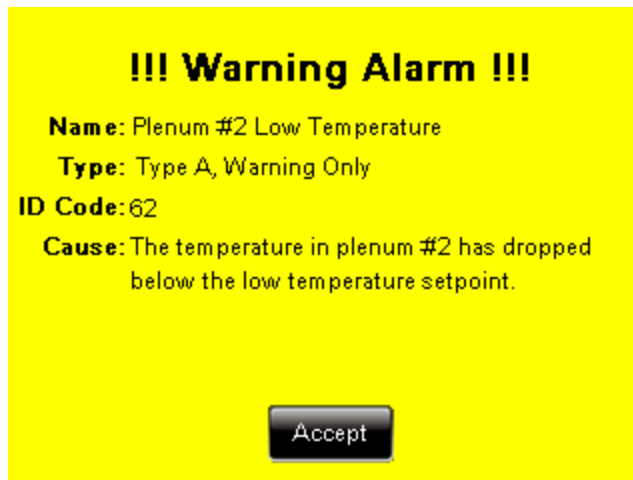 !!! Warning Alarm !!!
Name: Plenum #2 Low Temperature
Type: Type A, Warning Only
ID Code: 62
Cause: The temperature in plenum #2 has dropped
below the low temperature setpoint.
Accept